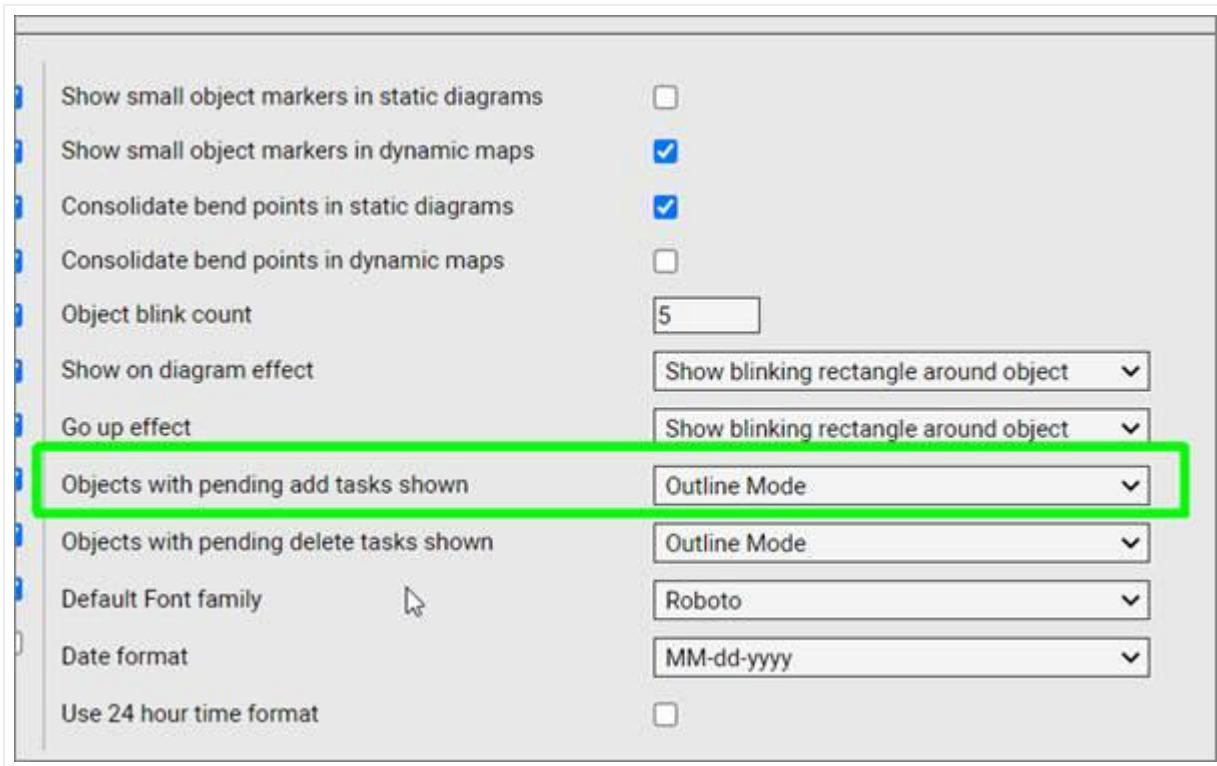 Show small object markers in static diagrams
Show small object markers in dynamic maps
Consolidate bend points in static diagrams
Consolidate bend points in dynamic maps
Object blink count 5
Show on diagram effect Show blinking rectangle around object
Go up effect Show blinking rectangle around object
Objects with pending add tasks shown Outline Mode
Objects with pending delete tasks shown Outline Mode
Default Font family Roboto
Date format MM-dd-yyyy
Use 24 hour time format